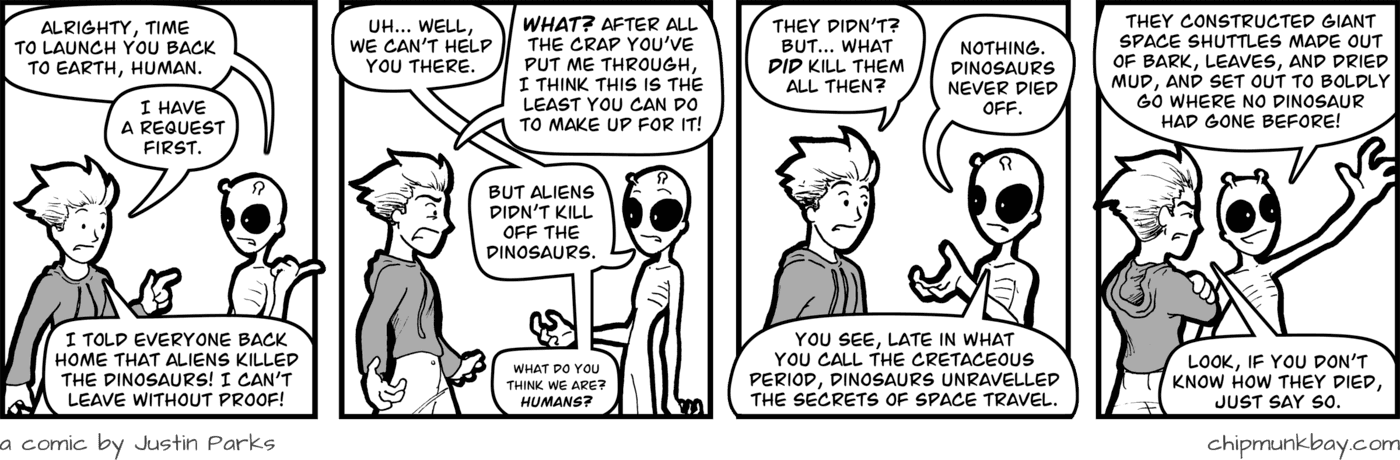 ALRIGHTY, TIME
TO LAUNCH YOU BACK
TO EARTH, HUMAN.
I HAVE
A REQUEST
FIRST.
I TOLD EVERYONE BACK
HOME THAT ALIENS KILLED
THE DINOSAURS! I CAN'T
LEAVE WITHOUT PROOF!
UH... WELL,
WE CAN'T HELP
YOU THERE.
WHAT? AFTER ALL
THE CRAP YOU'VE
PUT ME THROUGH,
I THINK THIS IS THE
LEAST YOU CAN DO
TO MAKE UP FOR IT!
BUT ALIENS
DIDN'T KILL
OFF THE
DINOSAURS.
WHAT DO YOU
THINK WE ARE?
HUMANS?
THEY DIDN'T?
BUT... WHAT
DID KILL THEM
ALL THEN?
NOTHING.
DINOSAURS
NEVER DIED
OFF.
YOU SEE, LATE IN WHAT
YOU CALL THE CRETACEOUS
PERIOD, DINOSAURS UNRAVELLED
THE SECRETS OF SPACE TRAVEL.
THEY CONSTRUCTED GIANT
SPACE SHUTTLES MADE OUT
OF BARK, LEAVES, AND DRIED
MUD, AND SET OUT TO BOLDLY
GO WHERE NO DINOSAUR
HAD GONE BEFORE!
LOOK, IF YOU DON'T
KNOW HOW THEY DIED,
JUST SAY SO.
a comic by Justin Parks
chipmunkbay.com